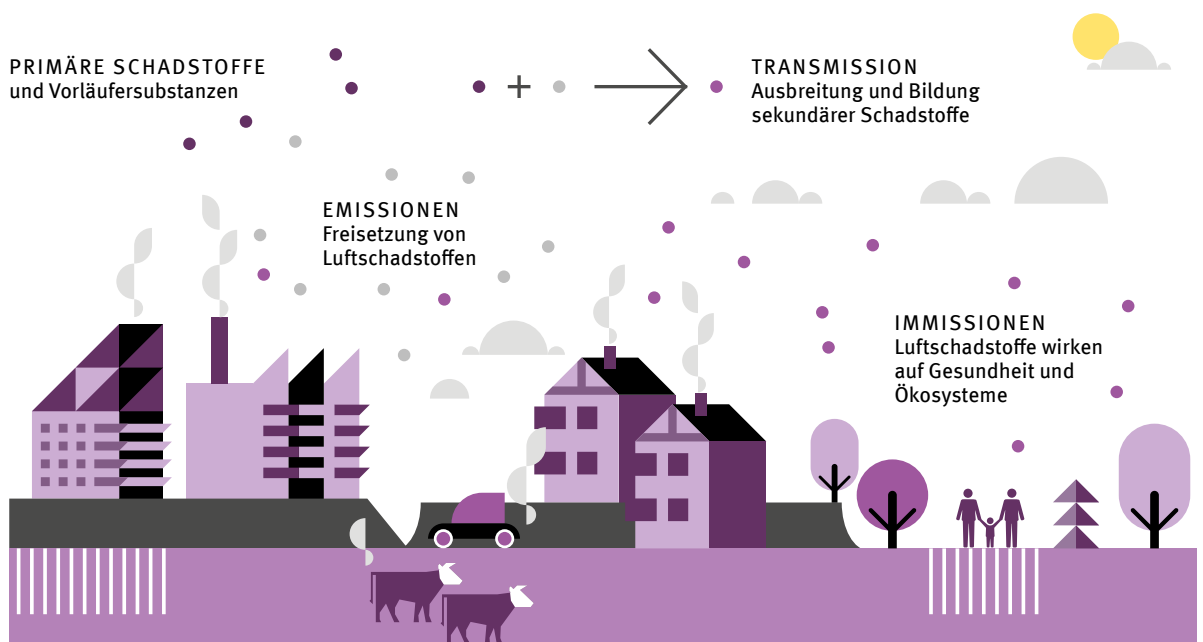 PRIMÄRE SCHADSTOFFE
und Vorläufersubstanzen
TRANSMISSION
Ausbreitung und Bildung
sekundärer Schadstoffe
EMISSIONEN
Freisetzung von
Luftschadstoffen
IMMISSIONEN
Luftschadstoffe wirken
auf Gesundheit und
Ökosysteme